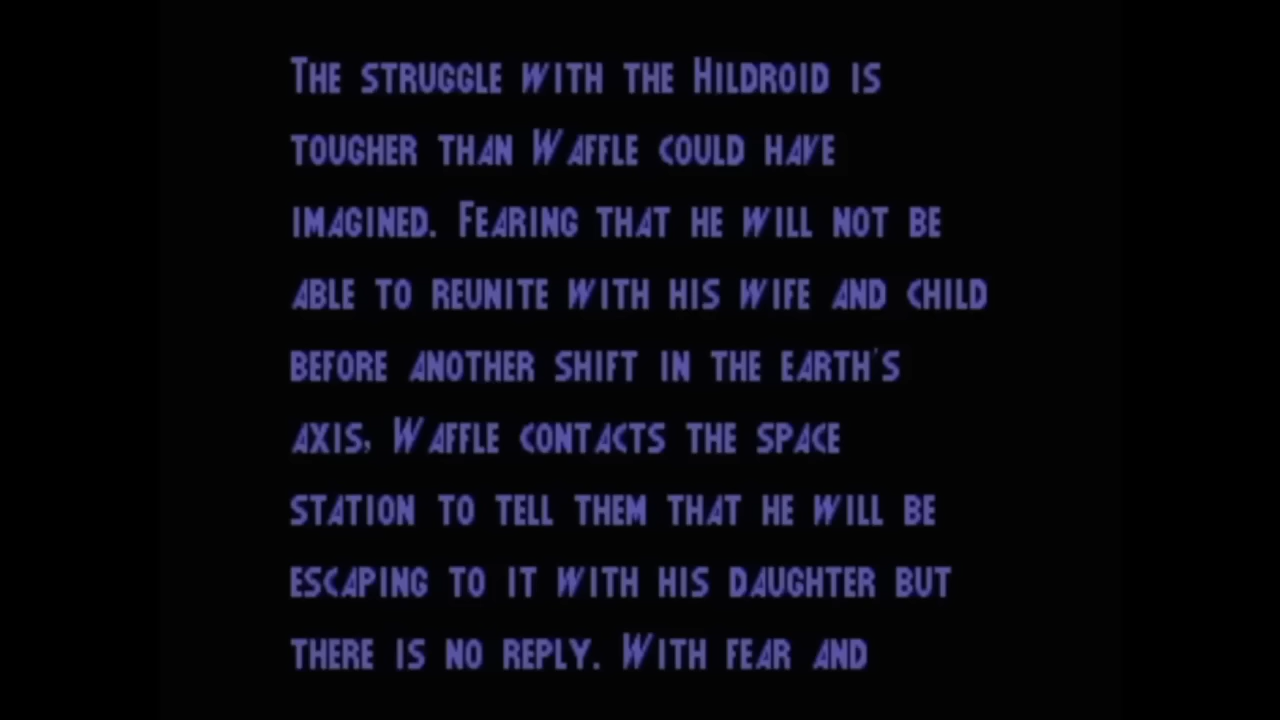 The struggle with the Hildroid is
tougher than Waffle could have
imagined. Fearing that he will not be
able to reunite with his wife and child
before another shift in the earth's
axis, Waffle contacts the space
station to tell them that he will be
escaping to it with his daughter but
there is no reply. With fear and